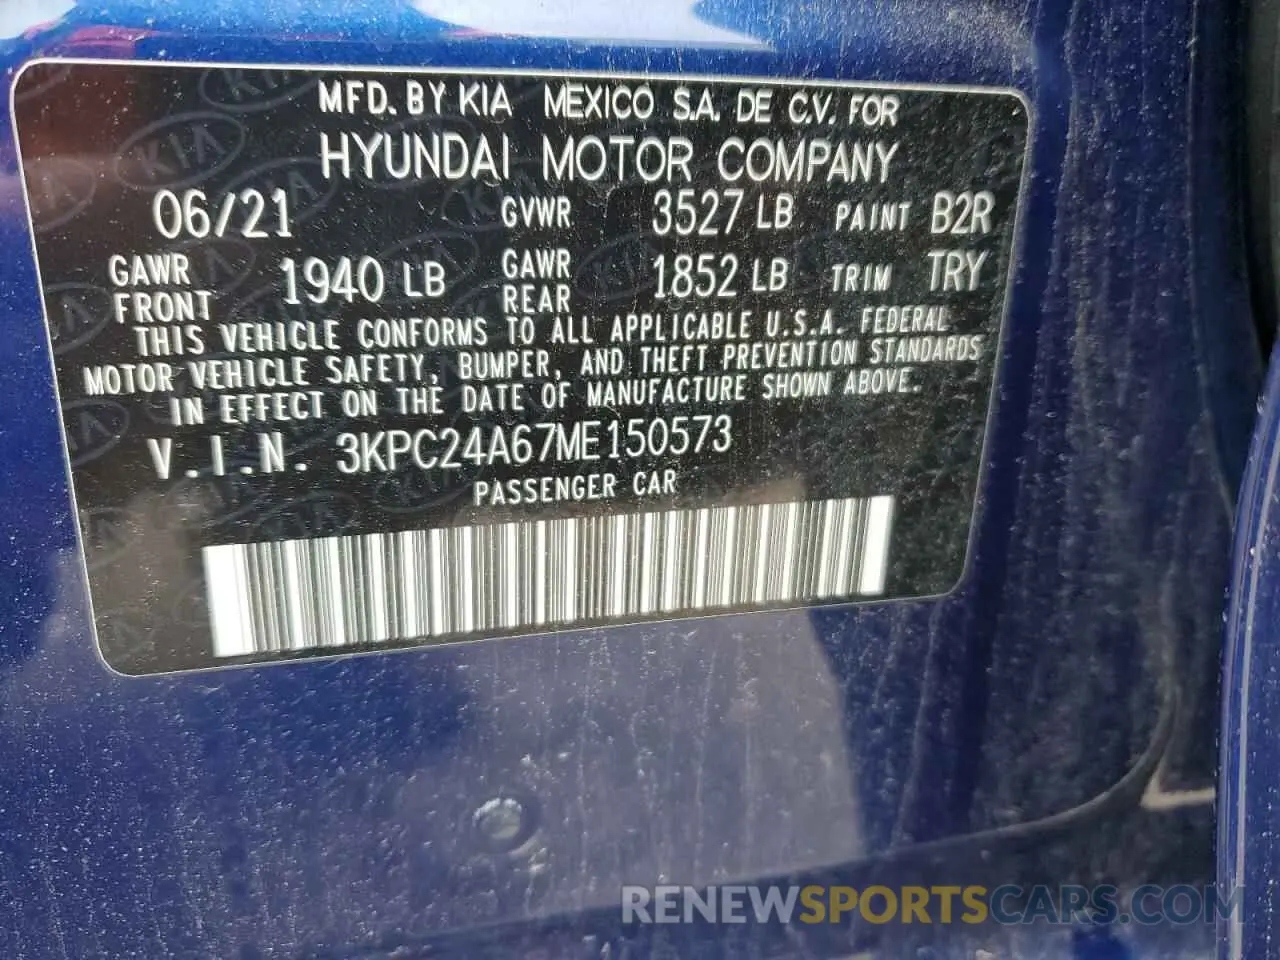 MFD. BY KIA MEXICO S.A. DE C.V. FOR
HYUNDAI MOTOR COMPANY
06/21 GVWR 3527 LB PAINT B2R
GAWR FRONT 1940 LB GAWR REAR 1852 LB TRIM TRY
THIS VEHICLE CONFORMS TO ALL APPLICABLE U.S.A. FEDERAL
MOTOR VEHICLE SAFETY, BUMPER, AND THEFT PREVENTION STANDARDS
IN EFFECT ON THE DATE OF MANUFACTURE SHOWN ABOVE.
V.I.N. 3KPC24A67ME150573
PASSENGER CAR
RENEWSPORTSCARS.COM